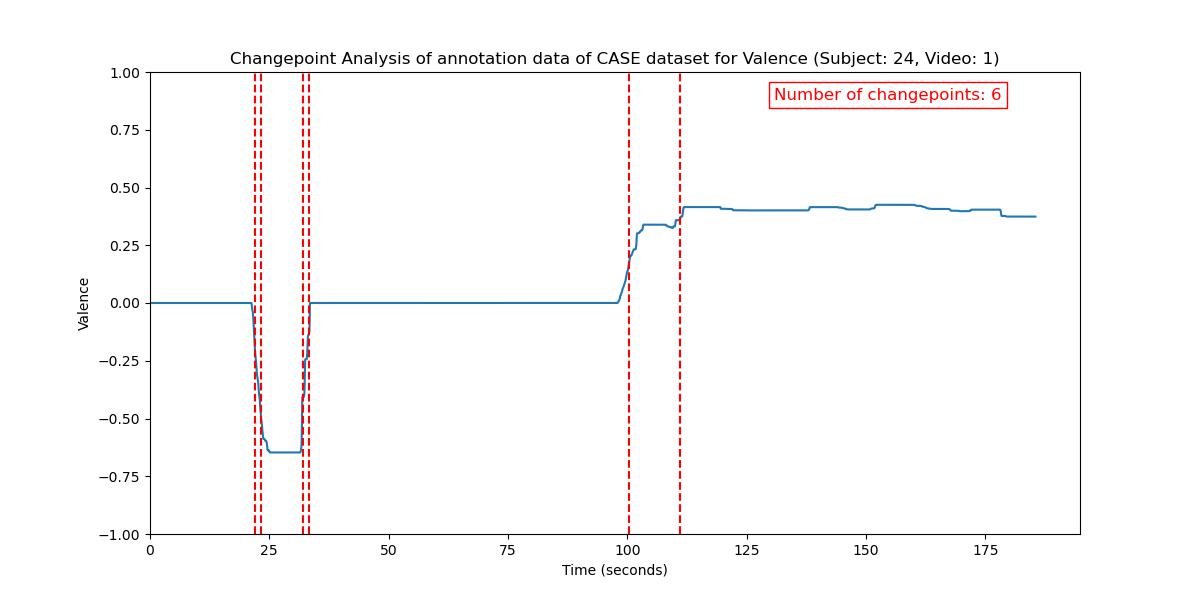 Changepoint Analysis of annotation data of CASE dataset for Valence (Subject: 24, Video: 1)
Number of changepoints: 6
1.00
0.75
0.50
0.25
0.00
−0.25
−0.50
−0.75
−1.00
Valence
0 25 50 75 100 125 150 175
Time (seconds)